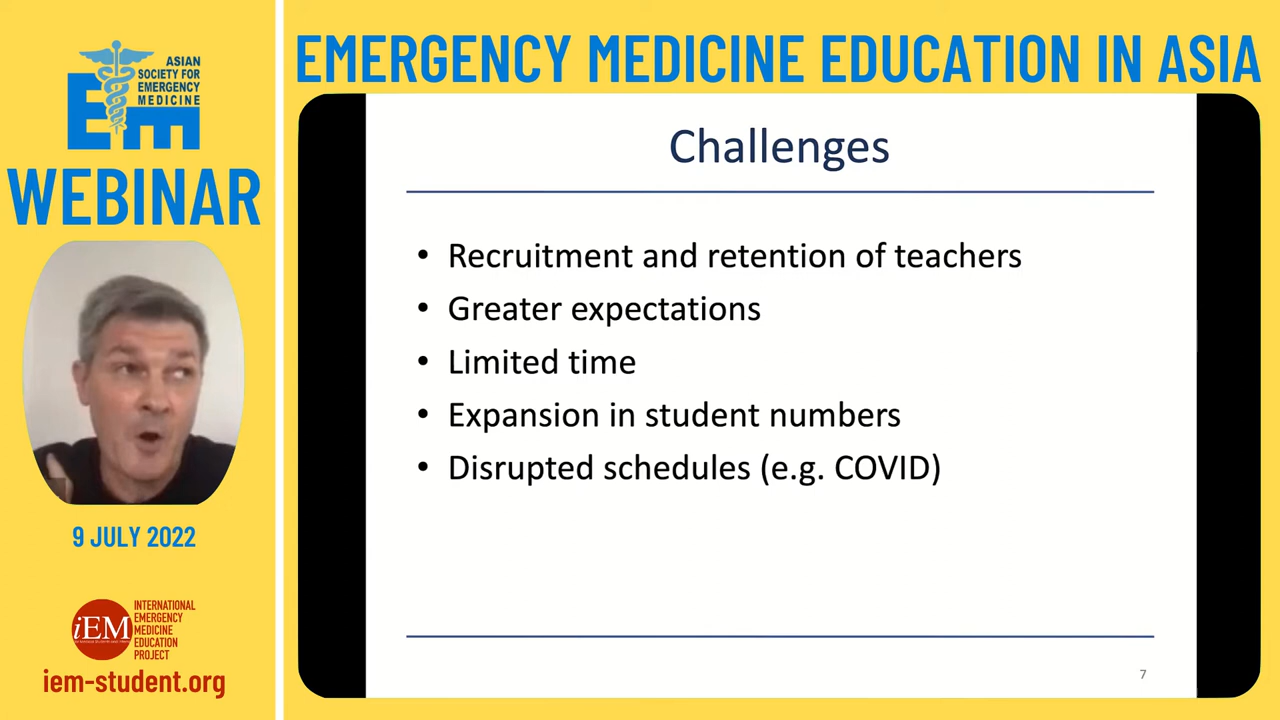 ASIAN
SOCIETY FOR
EMERGENCY
MEDICINE
EM
WEBINAR
9 JULY 2022
iEM
INTERNATIONAL
EMERGENCY
MEDICINE
EDUCATION
PROJECT
iem-student.org
EMERGENCY MEDICINE EDUCATION IN ASIA
Challenges
• Recruitment and retention of teachers
• Greater expectations
• Limited time
• Expansion in student numbers
• Disrupted schedules (e.g. COVID)
7